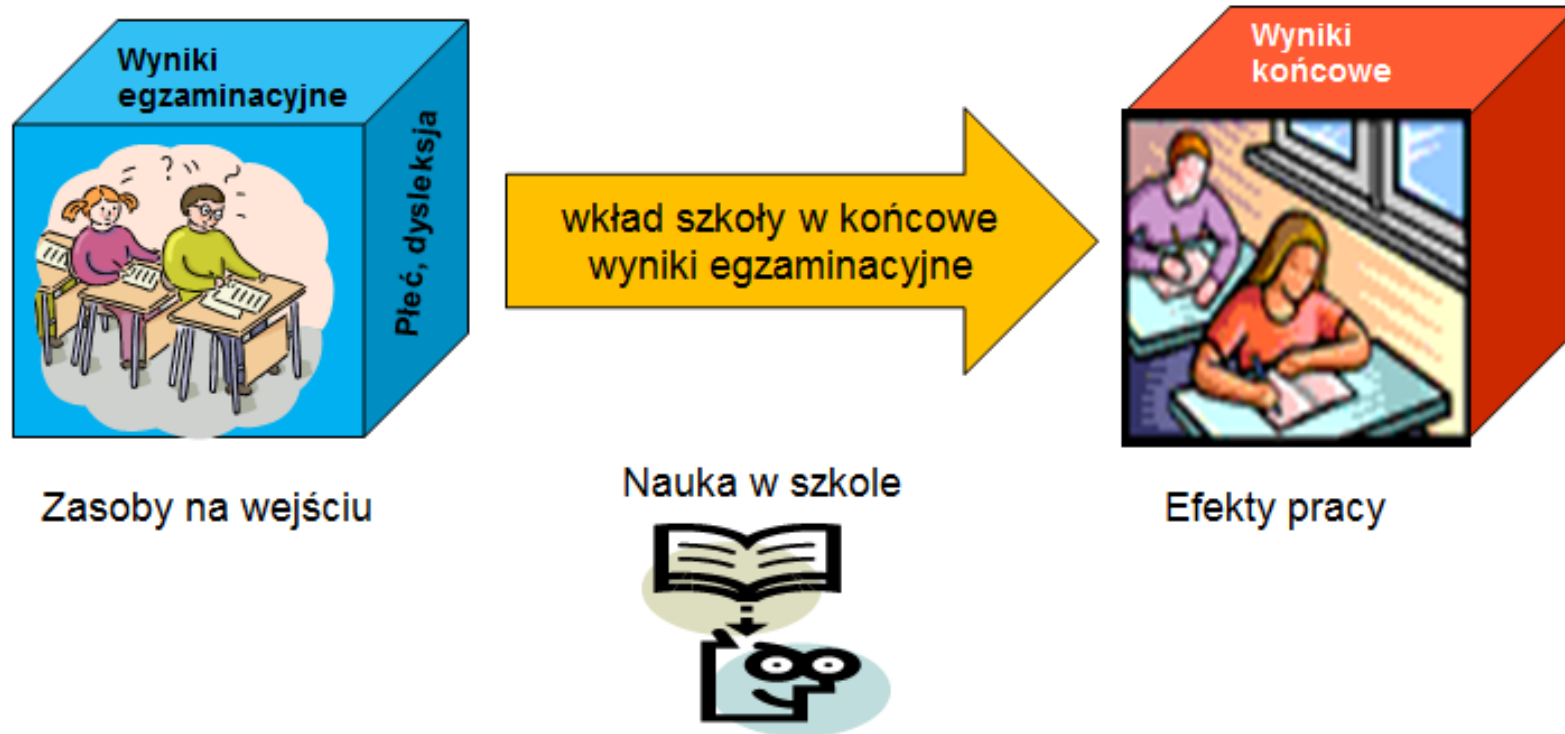 Wyniki
egzaminacyjne
Płeć, dysleksja
Zasoby na wejściu
wkład szkoły w końcowe
wyniki egzaminacyjne
Nauka w szkole
Wyniki
końcowe
Efekty pracy